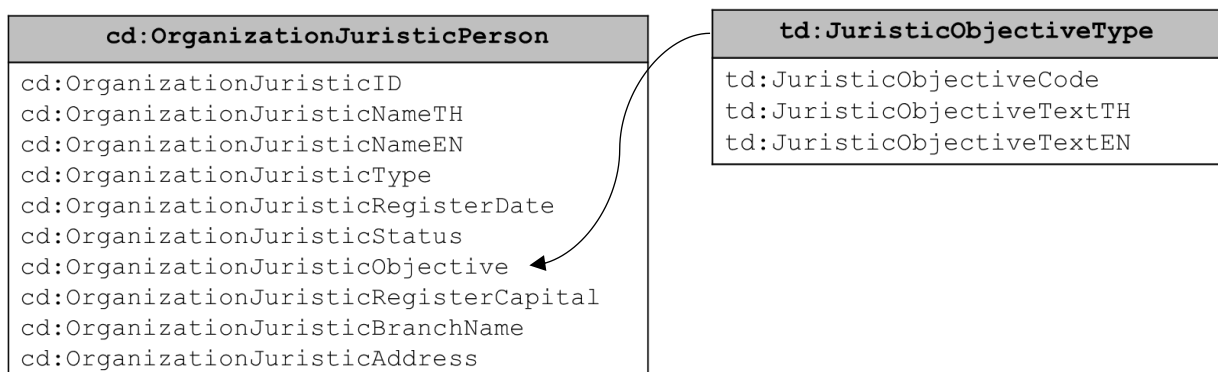 cd:OrganizationJuristicPerson
cd:OrganizationJuristicID
cd:OrganizationJuristicNameTH
cd:OrganizationJuristicNameEN
cd:OrganizationJuristicType
cd:OrganizationJuristicRegisterDate
cd:OrganizationJuristicStatus
cd:OrganizationJuristicObjective
cd:OrganizationJuristicRegisterCapital
cd:OrganizationJuristicBranchName
cd:OrganizationJuristicAddress
td:JuristicObjectiveType
td:JuristicObjectiveCode
td:JuristicObjectiveTextTH
td:JuristicObjectiveTextEN